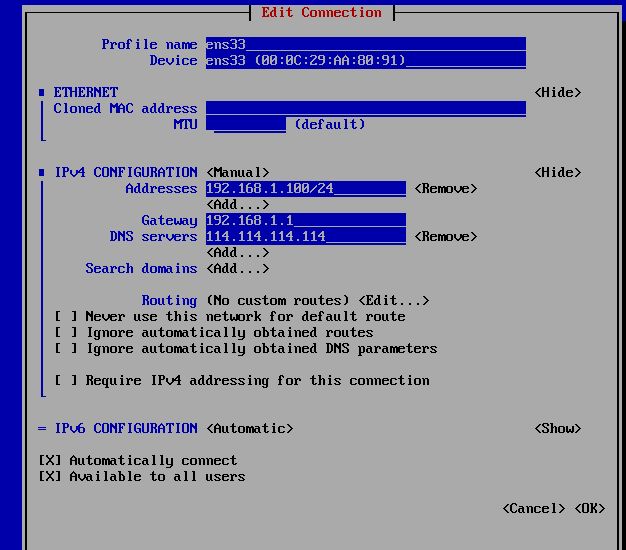 Edit Connection
Profile name ens33
Device ens33 (00:0C:29:AA:80:91)
ETHERNET <Hide>
Cloned MAC address
MTU (default)
IPv4 CONFIGURATION <Manual> <Hide>
Addresses 192.168.1.100/24 <Remove>
<Add...>
Gateway 192.168.1.1
DNS servers 114.114.114.114 <Remove>
<Add...>
Search domains <Add...>
Routing (No custom routes) <Edit...>
[ ] Never use this network for default route
[ ] Ignore automatically obtained routes
[ ] Ignore automatically obtained DNS parameters
[ ] Require IPv4 addressing for this connection
= IPv6 CONFIGURATION <Automatic> <Show>
[X] Automatically connect
[X] Available to all users
<Cancel> <OK>